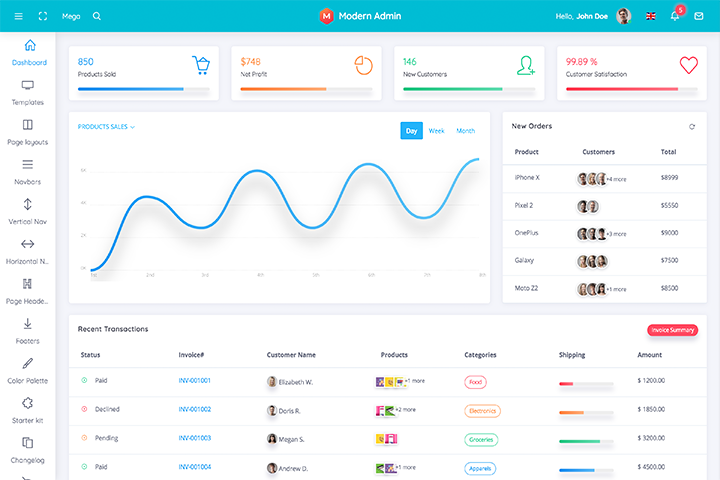 Mega
Modern Admin
Hello, John Doe
5
Dashboard
Templates
Page layouts
Navbars
Vertical Nav
Horizontal N...
Page Heade...
Footers
Color Palette
Starter kit
Changelog
850
Products Sold
$748
Net Profit
146
New Customers
99.89 %
Customer Satisfaction
PRODUCTS SALES
Day Week Month
6K
4K
2K
0K
1st 2nd 3rd 4th 5th 6th 7th 8th
New Orders
Product Customers Total
iPhone X +4 more $8999
Pixel 2 $5550
OnePlus +3 more $9000
Galaxy $7500
Moto Z2 +1 more $8500
Recent Transactions
Invoice Summary
Status Invoice# Customer Name Products Categories Shipping Amount
Paid INV-001001 Elizabeth W. +1 more Food $ 1200.00
Declined INV-001002 Doris R. +2 more Electronics $ 1850.00
Pending INV-001003 Megan S. Groceries $ 3200.00
Paid INV-001004 Andrew D. +1 more Apparels $ 4500.00